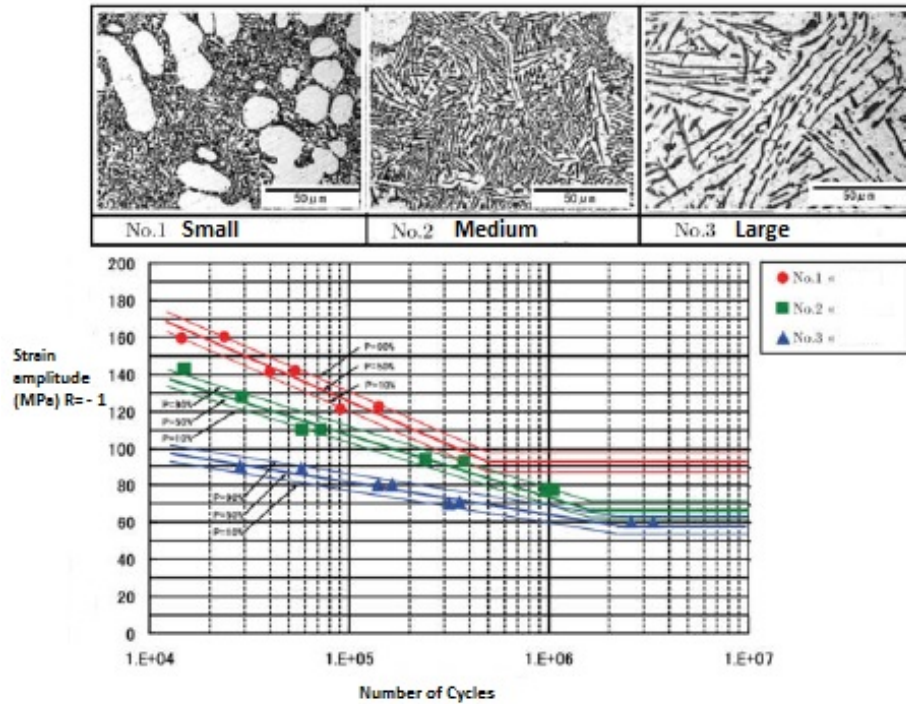 50μm
50μm
50μm
No.1 Small
No.2 Medium
No.3 Large
200
180
160
140
120
100
80
60
40
20
0
Strain
amplitude
(MPa) R= - 1
P=90%
P=50%
P=10%
P=90%
P=50%
P=10%
P=90%
P=50%
P=10%
No.1 «
No.2 «
No.3 «
1.E+04
1.E+05
1.E+06
1.E+07
Number of Cycles